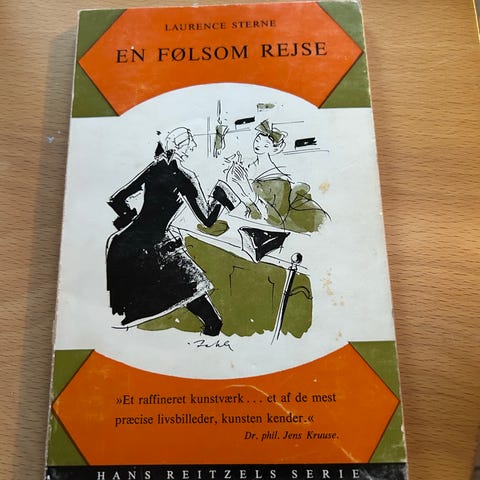 LAURENCE STERNE
EN FØLSOM REJSE
»Et raffineret kunstværk... et af de mest
præcise livsbilleder, kunsten kender.«
Dr. phil. Jens Kruuse.
HANS REITZELS SERIE